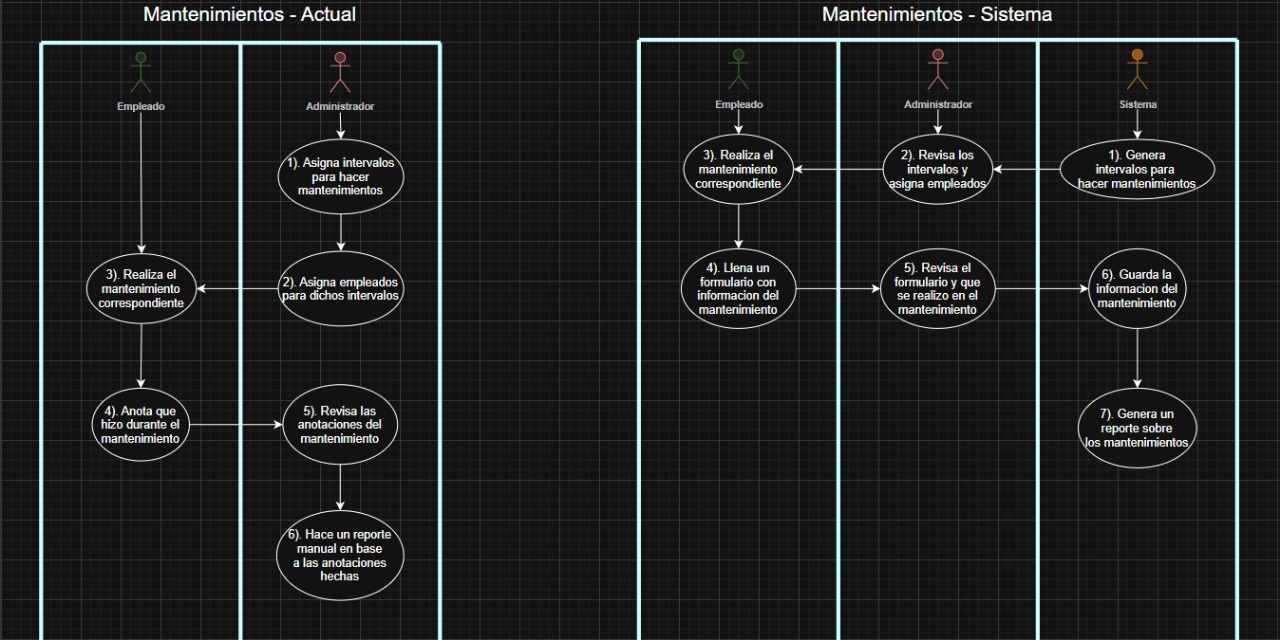 Mantenimientos - Actual
Empleado
Administrador
1). Asigna intervalos
para hacer
mantenimientos
2). Asigna empleados
para dichos intervalos
3). Realiza el
mantenimiento
correspondiente
4). Anota que
hizo durante el
mantenimiento
5). Revisa las
anotaciones del
mantenimiento
6). Hace un reporte
manual en base
a las anotaciones
hechas
Mantenimientos - Sistema
Empleado
Administrador
Sistema
1). Genera
intervalos para
hacer mantenimientos
2). Revisa los
intervalos y
asigna empleados
3). Realiza el
mantenimiento
correspondiente
4). Llena un
formulario con
informacion del
mantenimiento
5). Revisa el
formulario y que
se realizo en el
mantenimiento
6). Guarda la
informacion del
mantenimiento
7). Genera un
reporte sobre
los mantenimientos